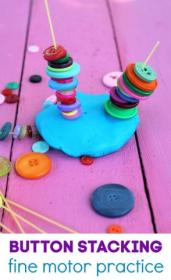 BUTTON STACKING
fine motor practice